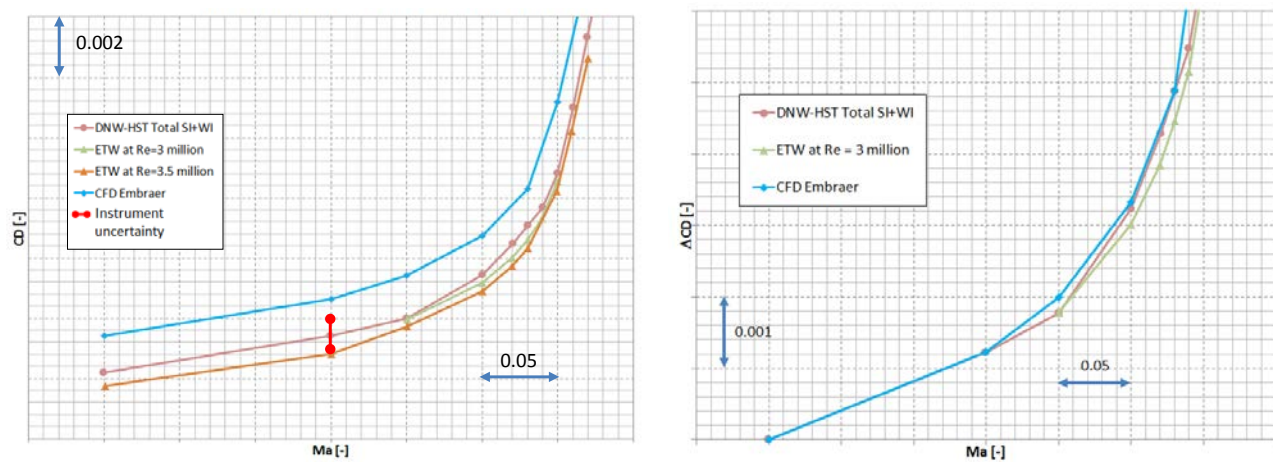 0.002
DNW-HST Total SI+WI
ETW at Re=3 million
ETW at Re=3.5 million
CFD Embraer
Instrument
uncertainty
CD [-]
0.05
Ma [-]
DNW-HST Total SI+WI
ETW at Re = 3 million
CFD Embraer
ΔCD [-]
0.001
0.05
Ma [-]